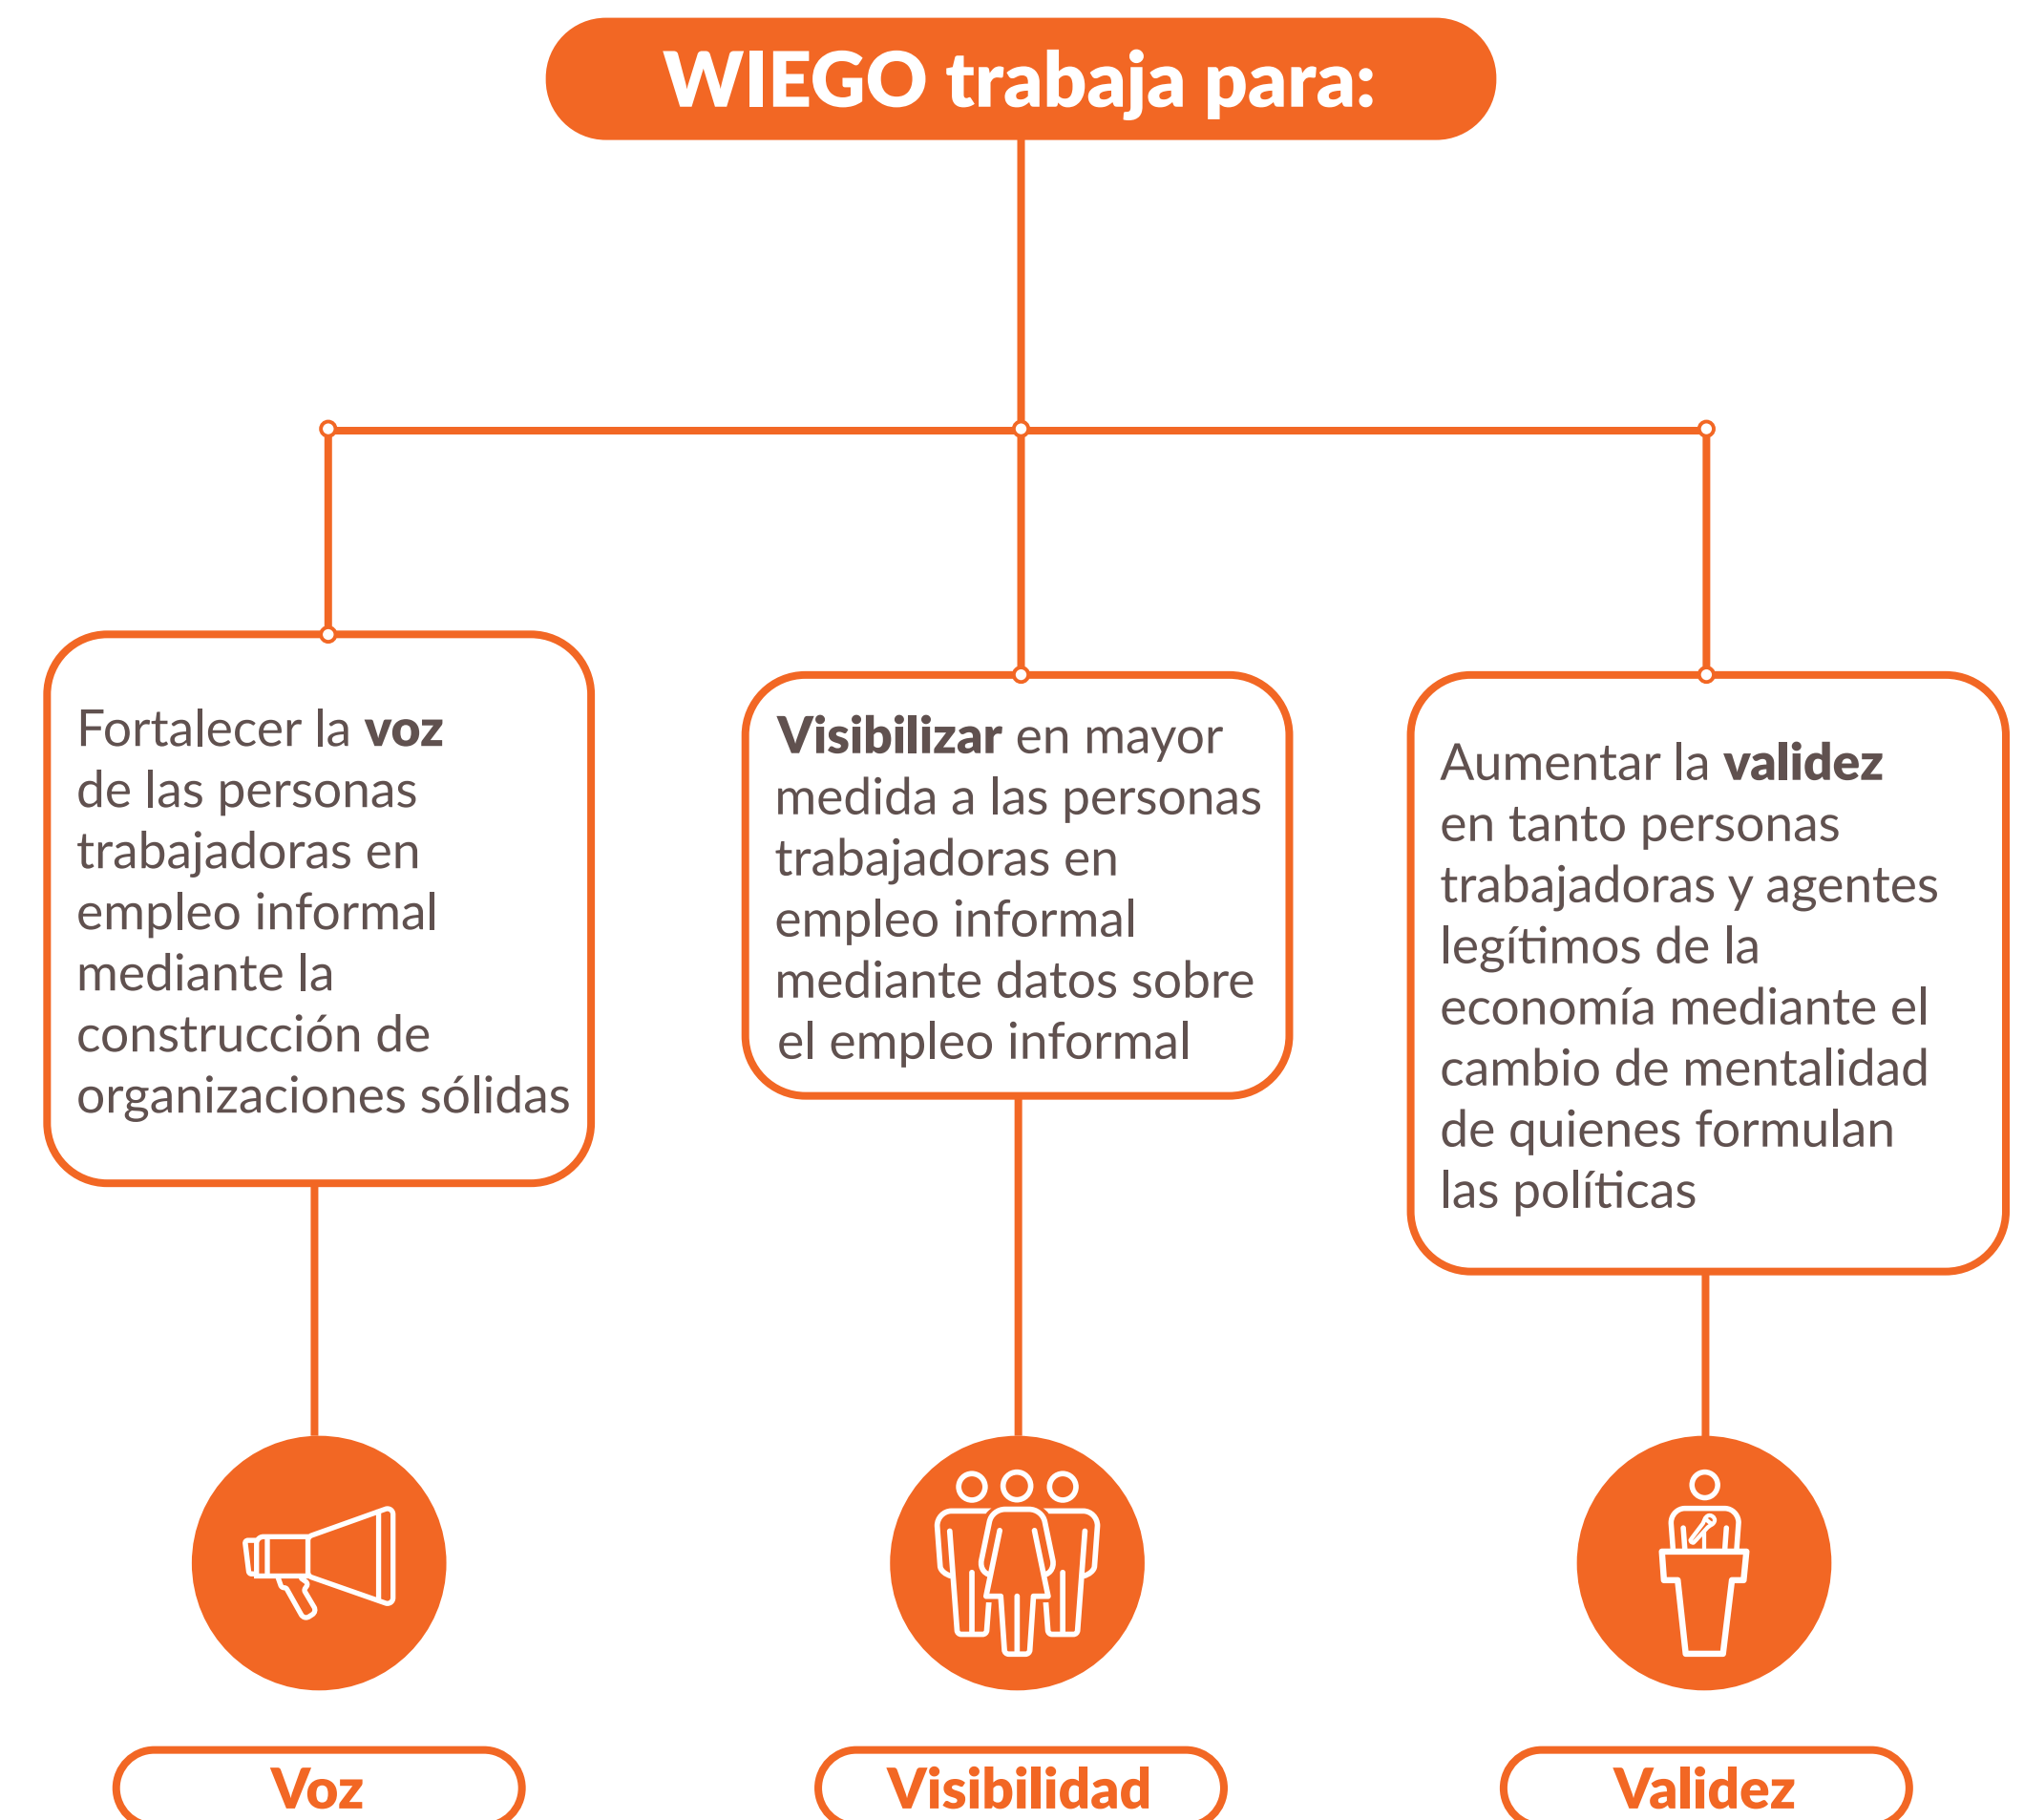 WIEGO trabaja para:
Fortalecer la voz
de las personas
trabajadoras en
empleo informal
mediante la
construcción de
organizaciones sólidas
Visibilizar en mayor
medida a las personas
trabajadoras en
empleo informal
mediante datos sobre
el empleo informal
Aumentar la validez
en tanto personas
trabajadoras y agentes
legítimos de la
economía mediante el
cambio de mentalidad
de quienes formulan
las políticas
Voz
Visibilidad
Validez